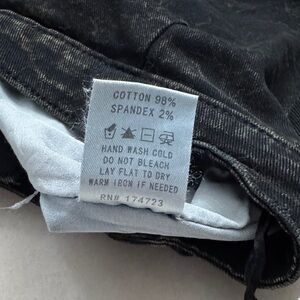 COTTON 98%
SPANDEX 2%
HAND WASH COLD
DO NOT BLEACH
LAY FLAT TO DRY
WARM IRON IF NEEDED
RN# 174723